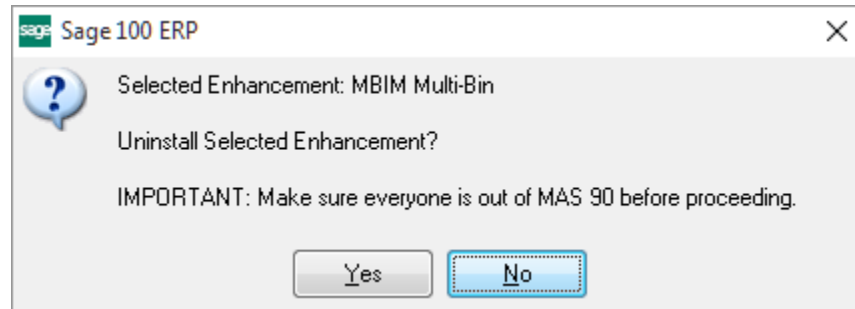 sage Sage 100 ERP
Selected Enhancement: MBIM Multi-Bin
Uninstall Selected Enhancement?
IMPORTANT: Make sure everyone is out of MAS 90 before proceeding.
Yes No